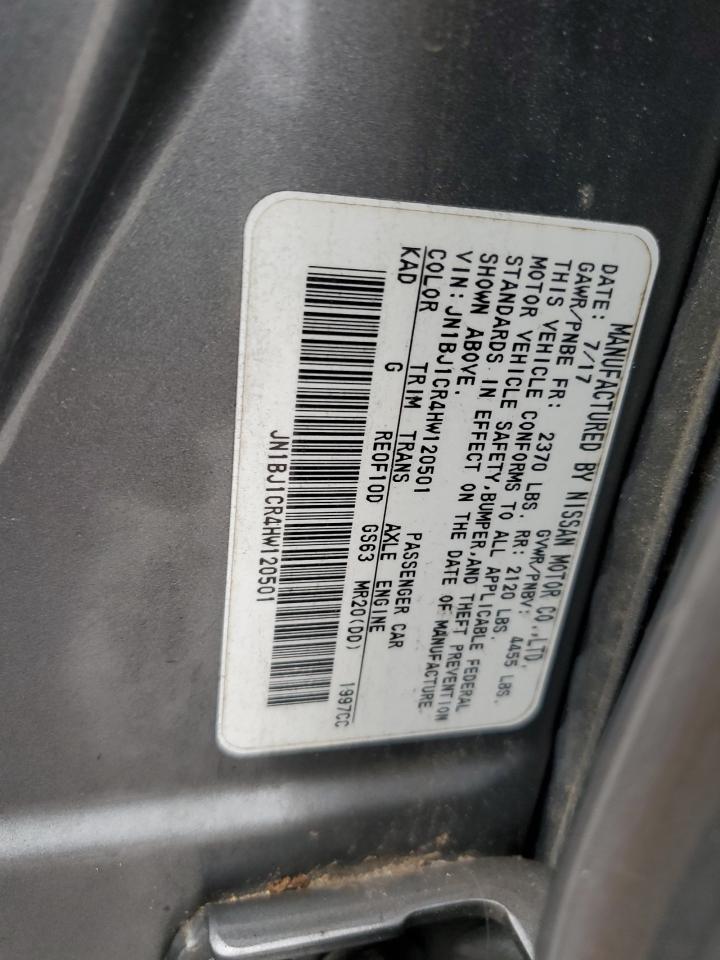 MANUFACTURED BY NISSAN MOTOR CO.,LTD.
DATE: 7/17 GVWR/PNBV: 4455 LBS.
GAWR/PNBE FR: 2370 LBS. RR: 2120 LBS.
THIS VEHICLE CONFORMS TO ALL APPLICABLE FEDERAL
MOTOR VEHICLE SAFETY,BUMPER,AND THEFT PREVENTION
STANDARDS IN EFFECT ON THE DATE OF MANUFACTURE
SHOWN ABOVE.
VIN:JN1BJ1CR4HW120501 PASSENGER CAR
COLOR TRIM TRANS AXLE ENGINE
KAD G RE0F10D GS63 MR20(DD) 1997CC
JN1BJ1CR4HW120501